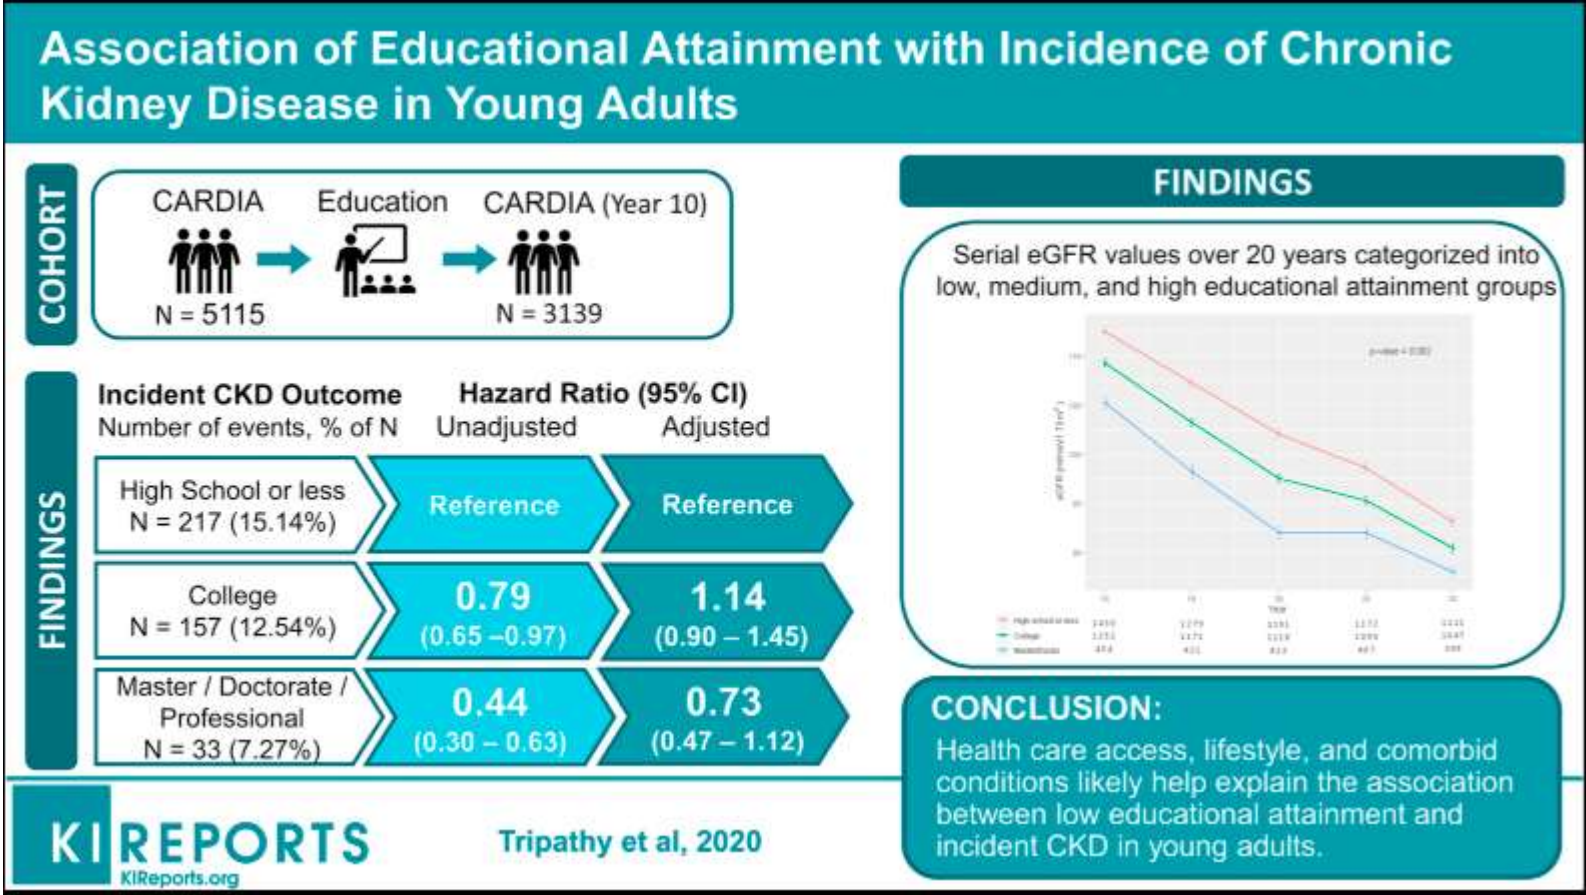 Association of Educational Attainment with Incidence of Chronic
Kidney Disease in Young Adults
COHORT
CARDIA
Education
CARDIA (Year 10)
N = 5115
N = 3139
FINDINGS
Incident CKD Outcome
Number of events, % of N
Hazard Ratio (95% CI)
Unadjusted
Adjusted
High School or less
N = 217 (15.14%)
Reference
Reference
College
N = 157 (12.54%)
0.79
(0.65 –0.97)
1.14
(0.90 – 1.45)
Master / Doctorate /
Professional
N = 33 (7.27%)
0.44
(0.30 – 0.63)
0.73
(0.47 – 1.12)
FINDINGS
Serial eGFR values over 20 years categorized into
low, medium, and high educational attainment groups
Year
High school or less
College
CONCLUSION:
Health care access, lifestyle, and comorbid
conditions likely help explain the association
between low educational attainment and
incident CKD in young adults.
KI REPORTS
KIReports.org
Tripathy et al, 2020